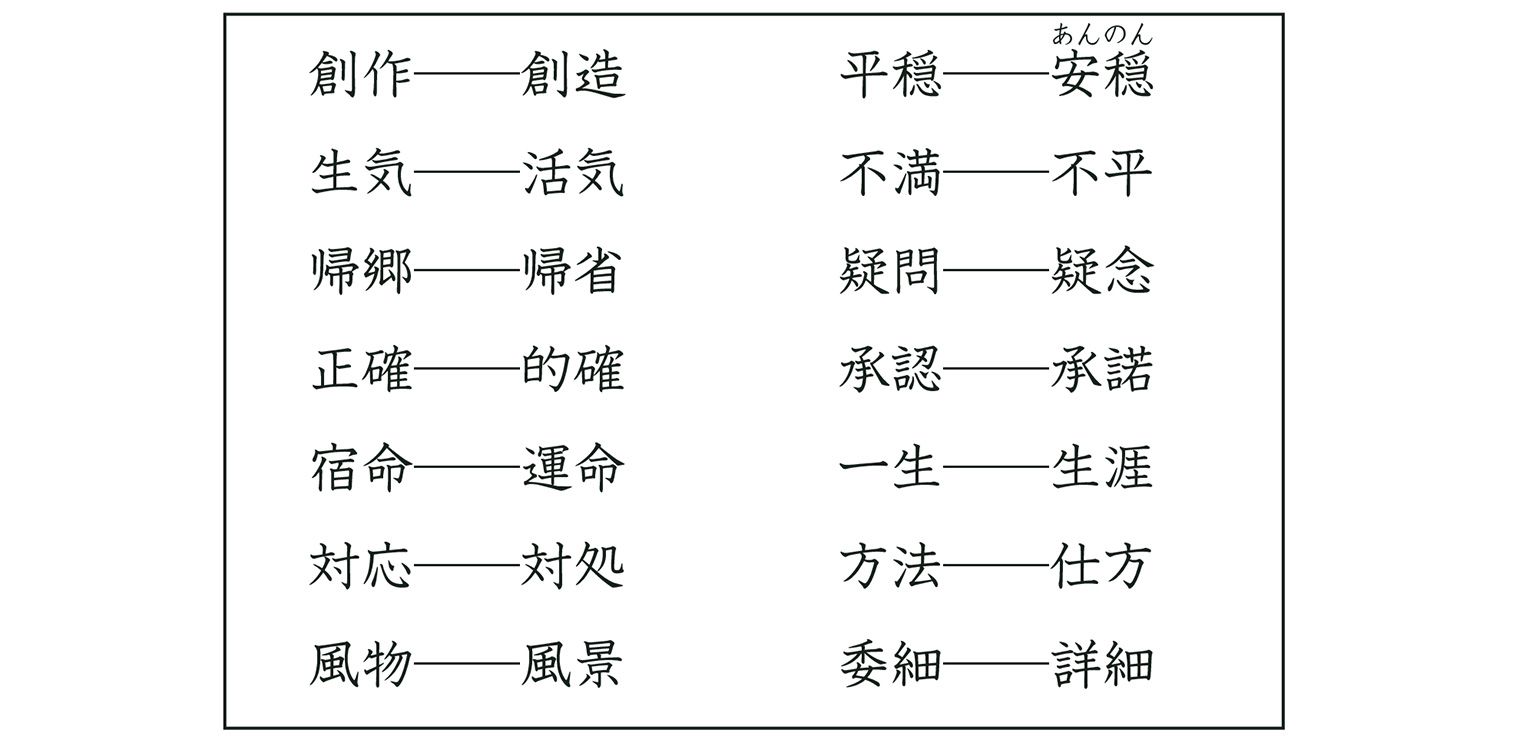 創作――創造
生気――活気
帰郷――帰省
正確――的確
宿命――運命
対応――対処
風物――風景
あんのん
平穏――安穏
不満――不平
疑問――疑念
承認――承諾
一生――生涯
方法――仕方
委細――詳細